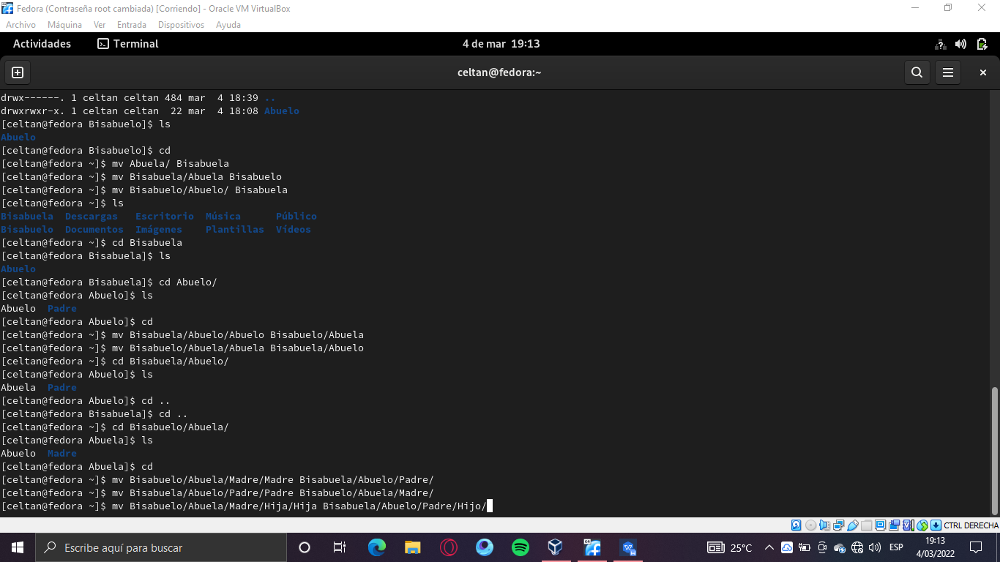 Fedora (Contraseña root cambiada) [Corriendo] - Oracle VM VirtualBox
Archivo Máquina Ver Entrada Dispositivos Ayuda
Actividades Terminal 4 de mar 19:13
celtan@fedora:~
drwx------. 1 celtan celtan 484 mar  4 18:39 ..
drwxrwxr-x. 1 celtan celtan  22 mar  4 18:08 Abuelo
[celtan@fedora Bisabuelo]$ ls
Abuelo
[celtan@fedora Bisabuelo]$ cd
[celtan@fedora ~]$ mv Abuela/ Bisabuela
[celtan@fedora ~]$ mv Bisabuela/Abuela Bisabuelo
[celtan@fedora ~]$ mv Bisabuelo/Abuelo/ Bisabuela
[celtan@fedora ~]$ ls
Bisabuela  Descargas   Escritorio  Música      Público
Bisabuelo  Documentos  Imágenes    Plantillas  Vídeos
[celtan@fedora ~]$ cd Bisabuela
[celtan@fedora Bisabuela]$ ls
Abuelo
[celtan@fedora Bisabuela]$ cd Abuelo/
[celtan@fedora Abuelo]$ ls
Abuelo  Padre
[celtan@fedora Abuelo]$ cd
[celtan@fedora ~]$ mv Bisabuela/Abuelo/Abuelo Bisabuelo/Abuela
[celtan@fedora ~]$ mv Bisabuelo/Abuela/Abuela Bisabuela/Abuelo
[celtan@fedora ~]$ cd Bisabuela/Abuelo/
[celtan@fedora Abuelo]$ ls
Abuela  Padre
[celtan@fedora Abuelo]$ cd ..
[celtan@fedora Bisabuela]$ cd ..
[celtan@fedora ~]$ cd Bisabuelo/Abuela/
[celtan@fedora Abuela]$ ls
Abuelo  Madre
[celtan@fedora Abuela]$ cd
[celtan@fedora ~]$ mv Bisabuelo/Abuela/Madre/Madre Bisabuela/Abuelo/Padre/
[celtan@fedora ~]$ mv Bisabuela/Abuelo/Padre/Padre Bisabuelo/Abuela/Madre/
[celtan@fedora ~]$ mv Bisabuelo/Abuela/Madre/Hija/Hija Bisabuela/Abuelo/Padre/Hijo/
CTRL DERECHA
Escribe aquí para buscar 25°C ESP 19:13
4/03/2022